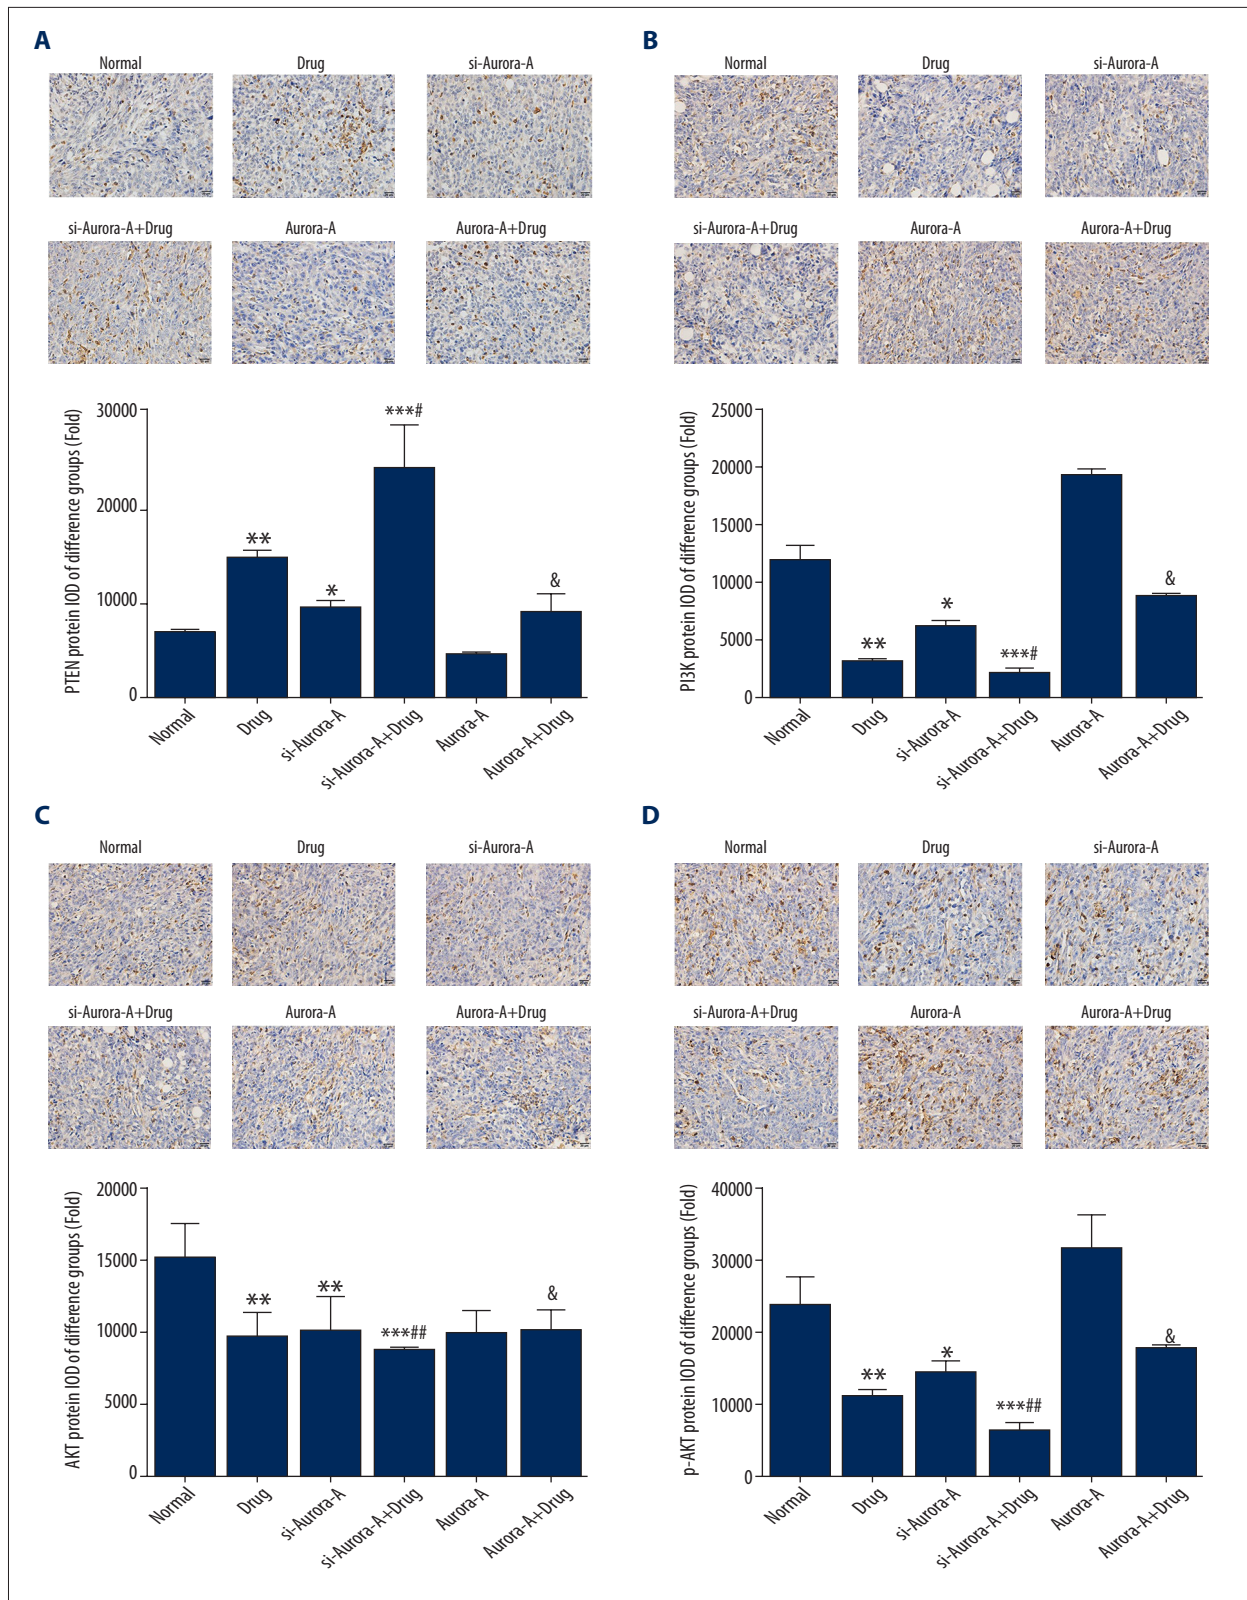 A
Normal
Drug
si-Aurora-A
si-Aurora-A+Drug
Aurora-A
Aurora-A+Drug
PTEN protein IOD of difference groups (Fold)
30000
20000
10000
0
**
*
***#
&
Normal
Drug
si-Aurora-A
si-Aurora-A+Drug
Aurora-A
Aurora-A+Drug
B
Normal
Drug
si-Aurora-A
si-Aurora-A+Drug
Aurora-A
Aurora-A+Drug
PI3K protein IOD of difference groups (Fold)
25000
20000
15000
10000
5000
0
**
*
***#
&
Normal
Drug
si-Aurora-A
si-Aurora-A+Drug
Aurora-A
Aurora-A+Drug
C
Normal
Drug
si-Aurora-A
si-Aurora-A+Drug
Aurora-A
Aurora-A+Drug
AKT protein IOD of difference groups (Fold)
20000
15000
10000
5000
0
**
**
***##
&
Normal
Drug
si-Aurora-A
si-Aurora-A+Drug
Aurora-A
Aurora-A+Drug
D
Normal
Drug
si-Aurora-A
si-Aurora-A+Drug
Aurora-A
Aurora-A+Drug
p-AKT protein IOD of difference groups (Fold)
40000
30000
20000
10000
0
**
*
***##
&
Normal
Drug
si-Aurora-A
si-Aurora-A+Drug
Aurora-A
Aurora-A+Drug